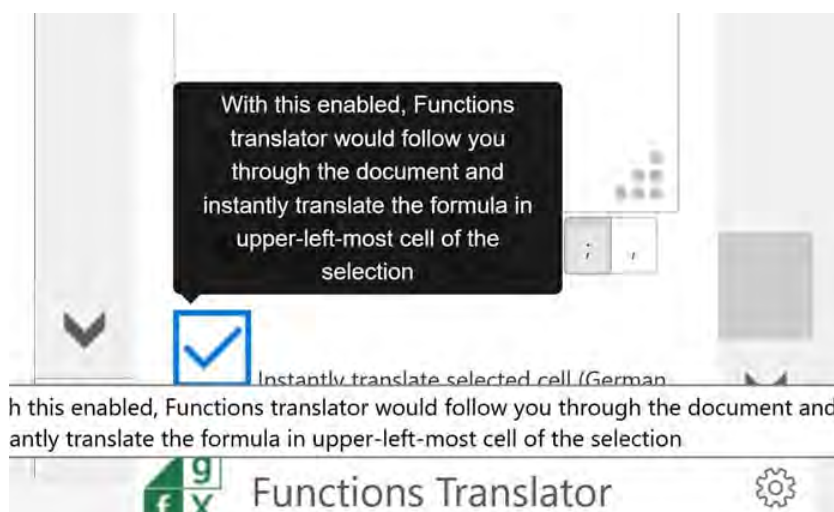 With this enabled, Functions
translator would follow you
through the document and
instantly translate the formula in
upper-left-most cell of the
selection
; ,
Instantly translate selected cell (German
h this enabled, Functions translator would follow you through the document and
antly translate the formula in upper-left-most cell of the selection
g
f X
Functions Translator